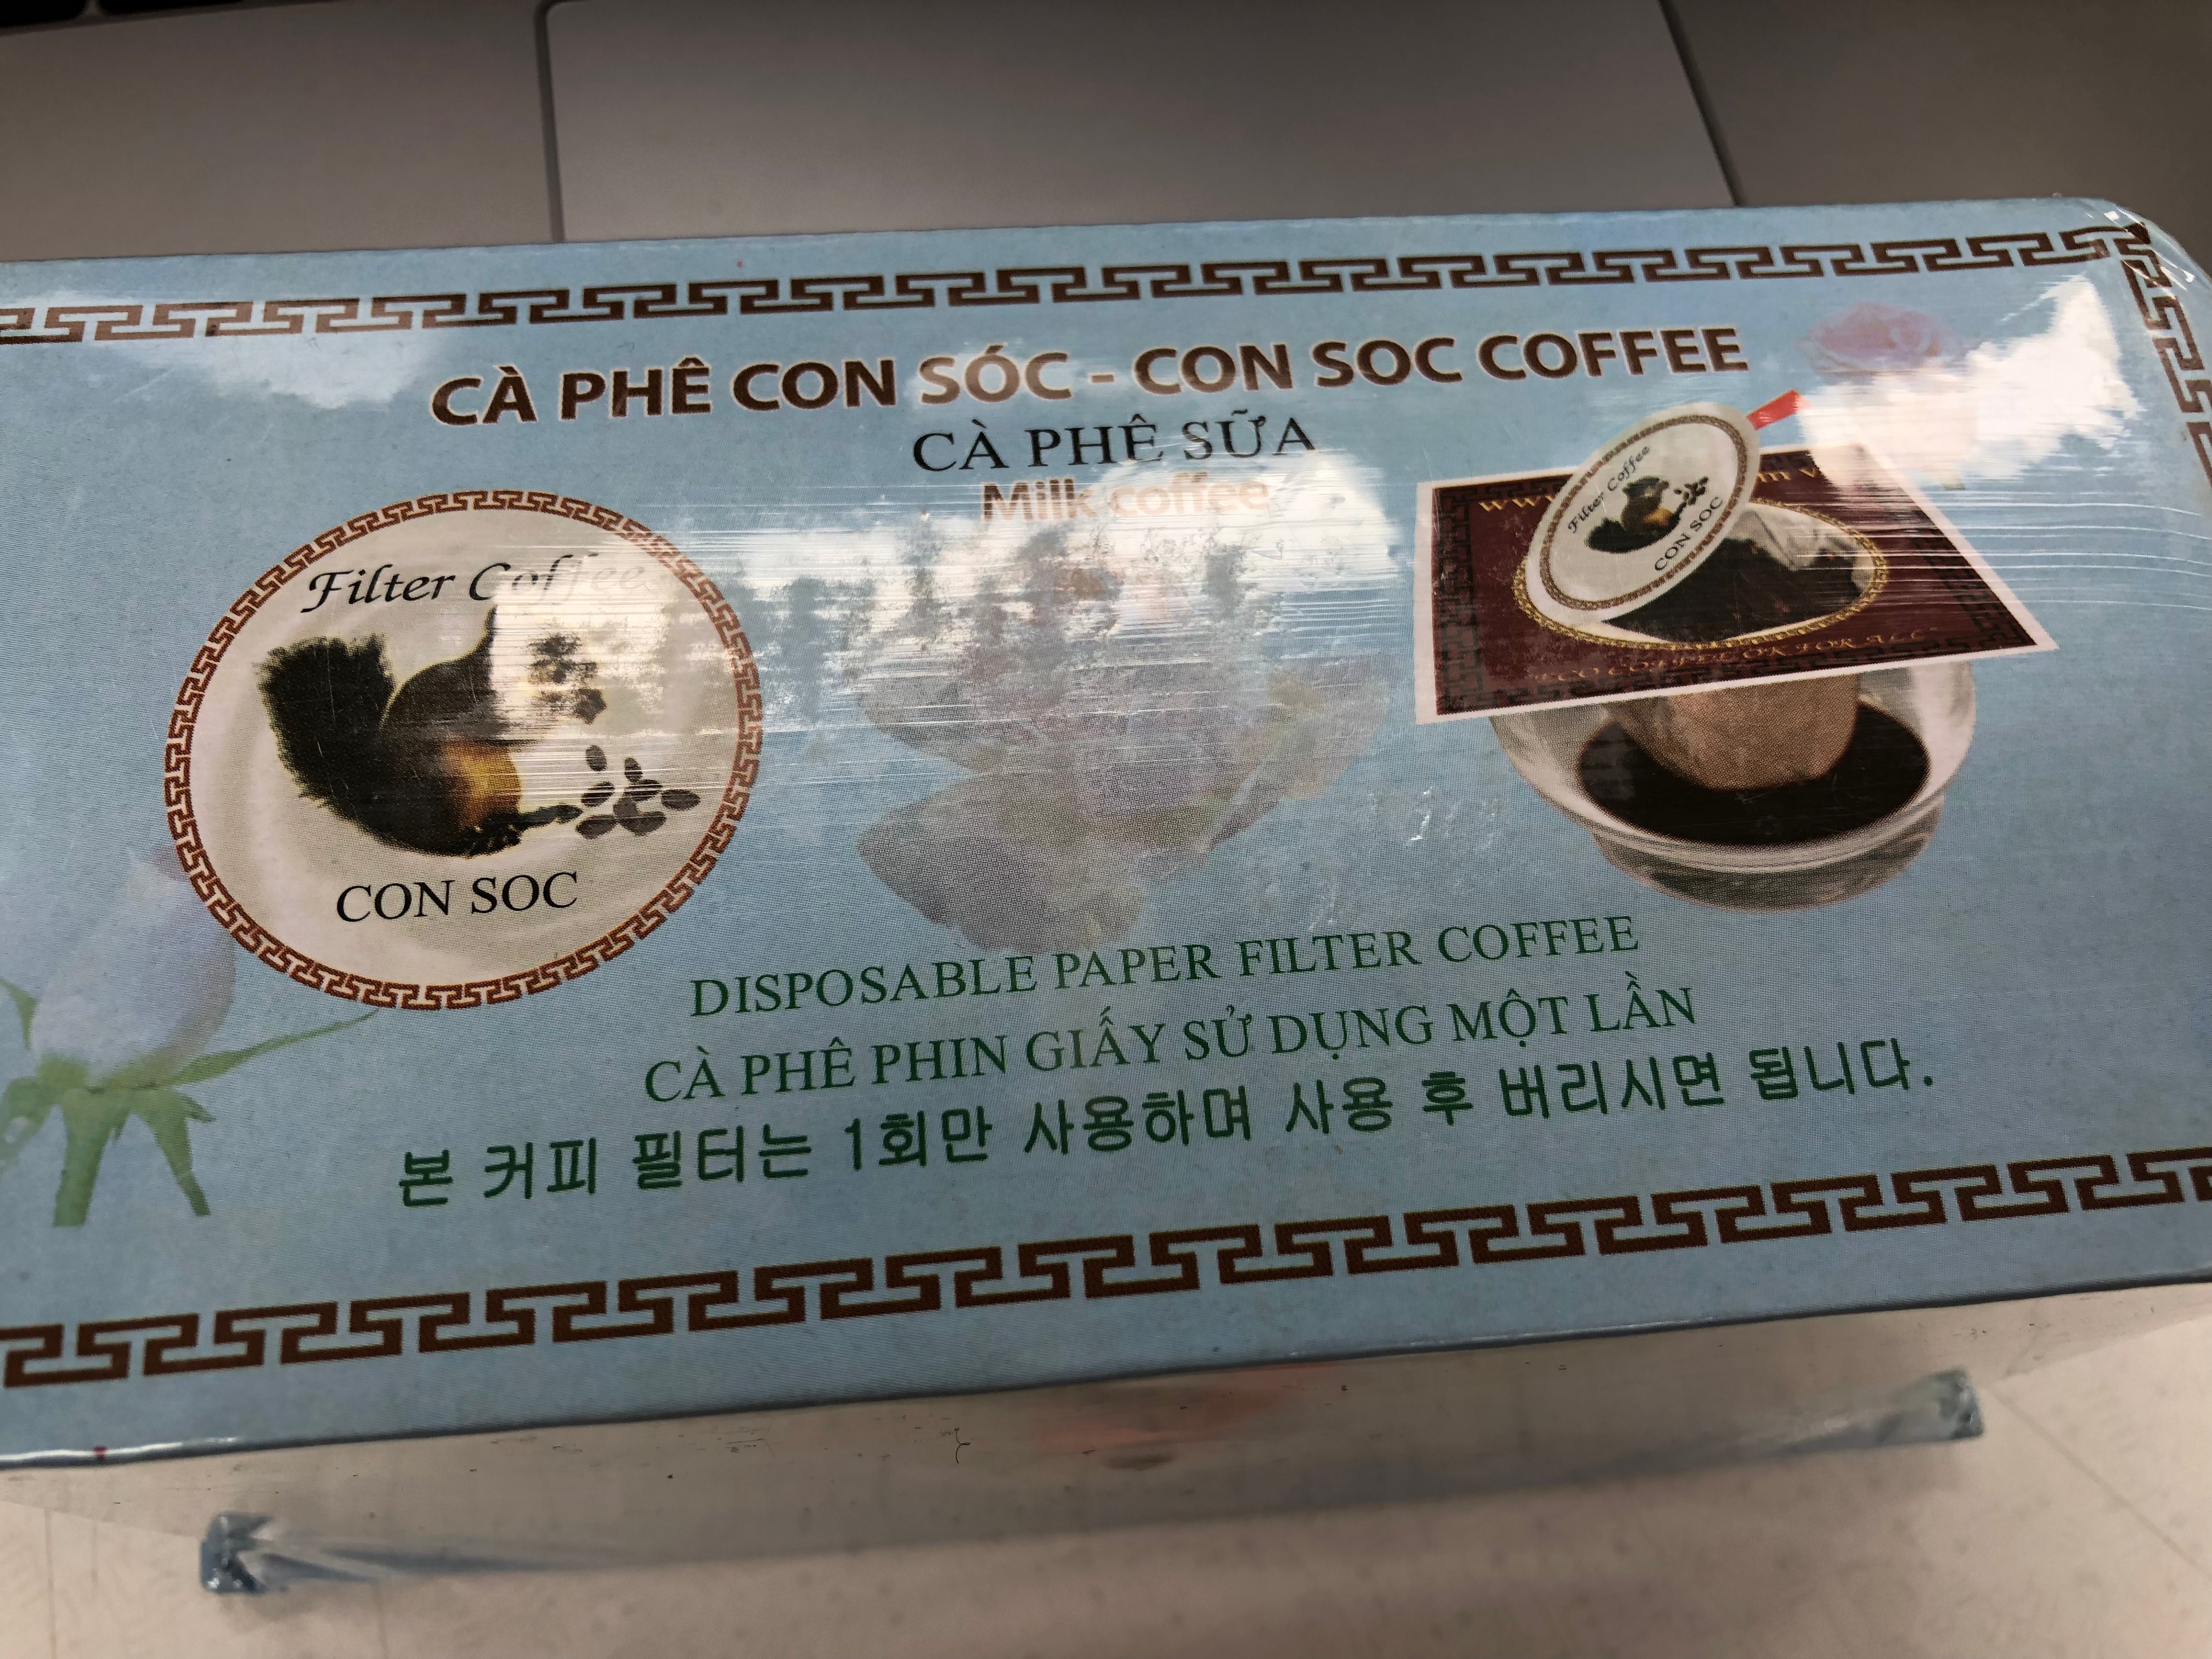 CÀ PHÊ CON SÓC - CON SOC COFFEE
CÀ PHÊ SỮA
Milk coffee
Filter Coffee
CON SOC
Filter Coffee
CON SOC
DISPOSABLE PAPER FILTER COFFEE
CÀ PHÊ PHIN GIẤY SỬ DỤNG MỘT LẦN
본 커피 필터는 1회만 사용하며 사용 후 버리시면 됩니다.